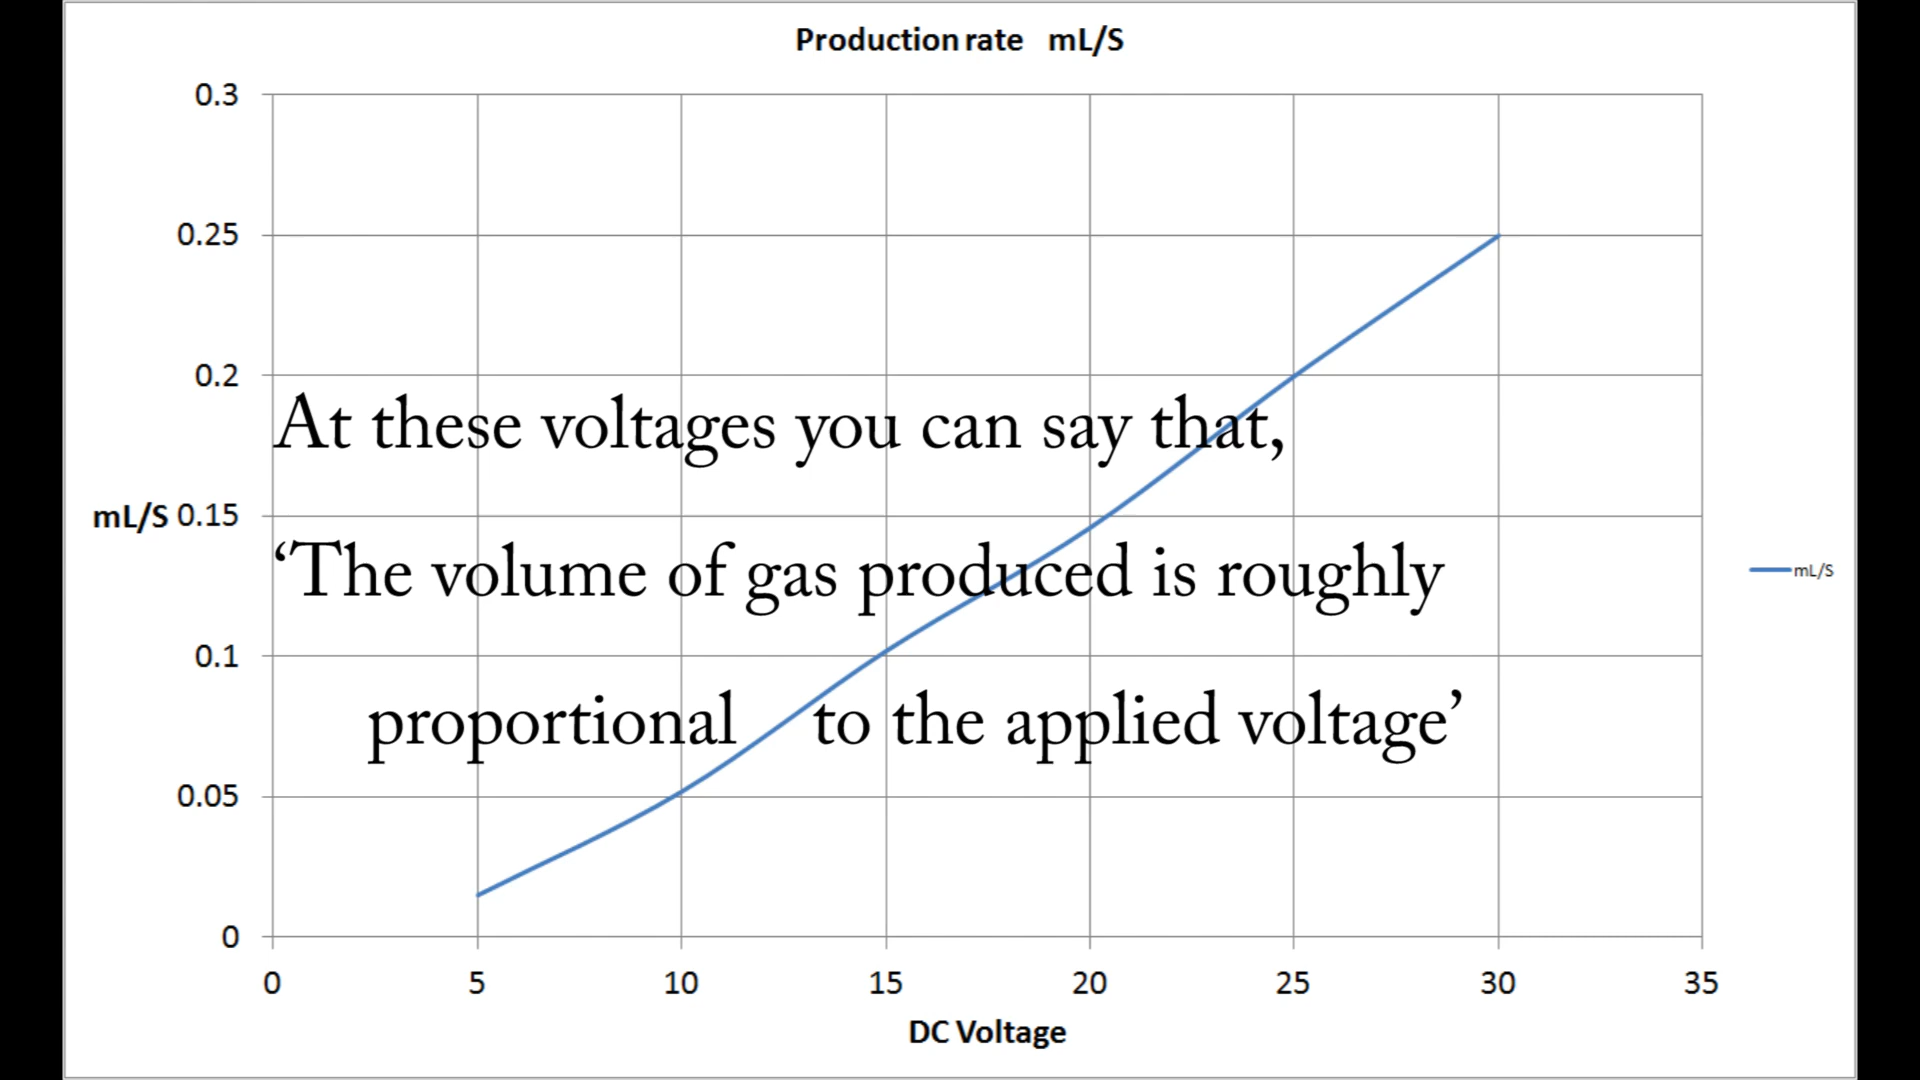 Production rate mL/S
0.3
0.25
0.2
At these voltages you can say that,
mL/S 0.15
‘The volume of gas produced is roughly
mL/S
0.1
proportional to the applied voltage’
0.05
0
0 5 10 15 20 25 30 35
DC Voltage